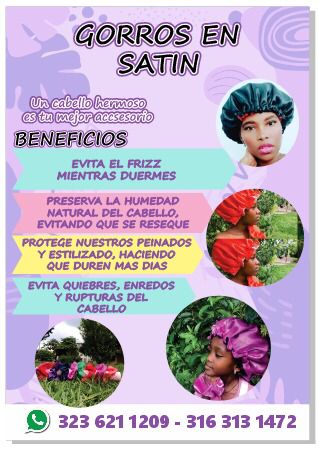 GORROS EN
SATIN
Un cabello hermoso
es tu mejor accesorio
BENEFICIOS
EVITA EL FRIZZ
MIENTRAS DUERMES
PRESERVA LA HUMEDAD
NATURAL DEL CABELLO,
EVITANDO QUE SE RESEQUE
PROTEGE NUESTROS PEINADOS
Y ESTILIZADO, HACIENDO
QUE DUREN MAS DIAS
EVITA QUIEBRES, ENREDOS
Y RUPTURAS DEL
CABELLO
323 621 1209 - 316 313 1472